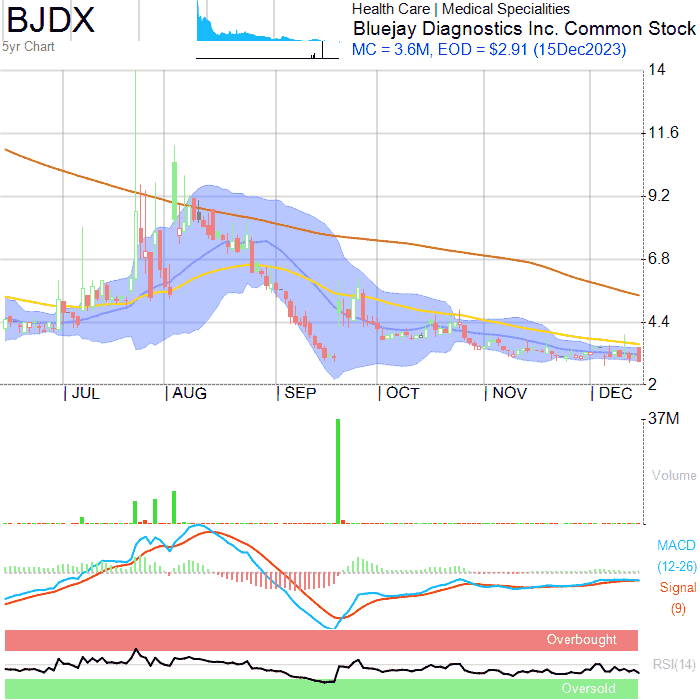 BJDX
5yr Chart
Health Care | Medical Specialities
Bluejay Diagnostics Inc. Common Stock
MC = 3.6M, EOD = $2.91 (15Dec2023)
14
11.6
9.2
6.8
4.4
2
JUL AUG SEP OCT NOV DEC
37M
Volume
MACD
(12-26)
Signal
(9)
Overbought
RSI(14)
Oversold